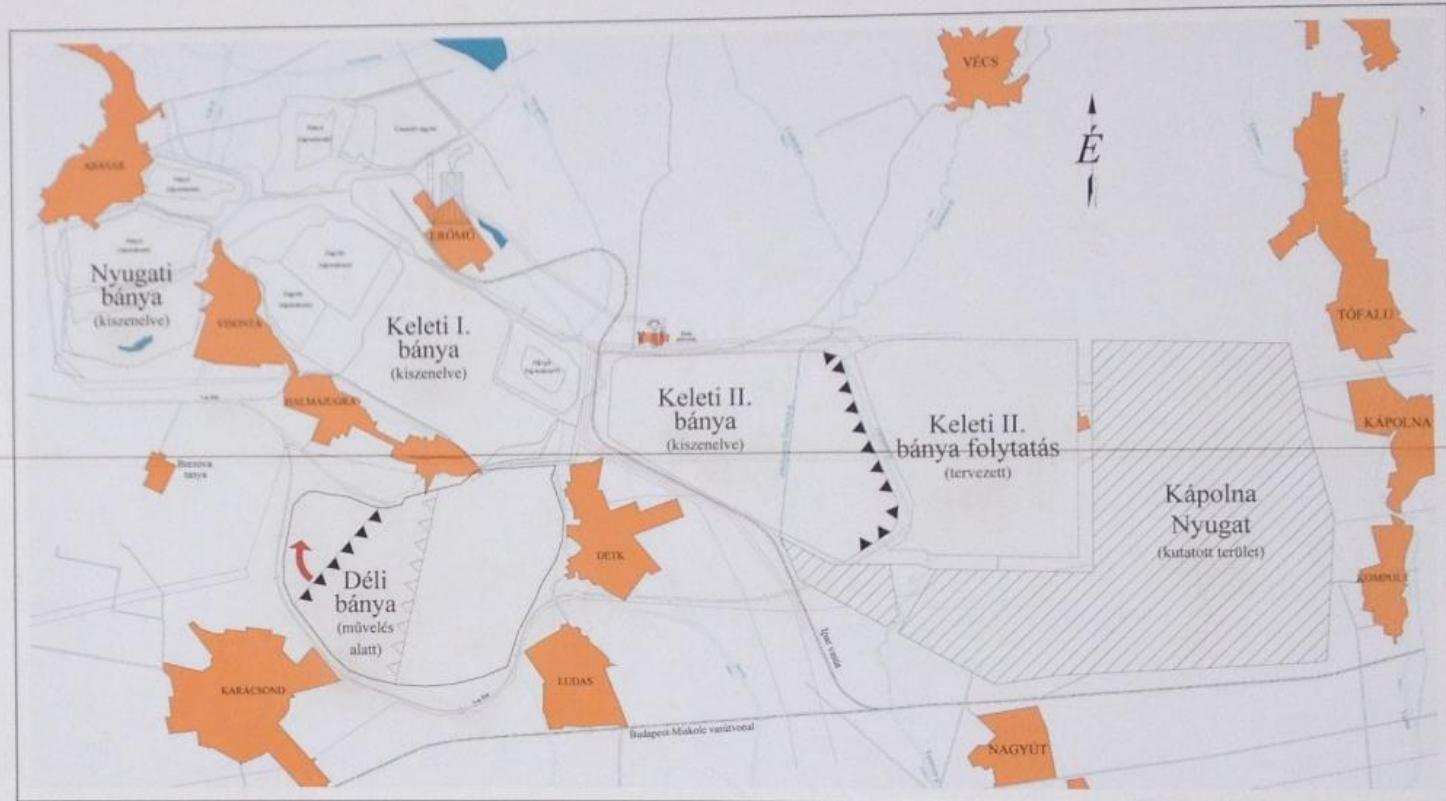 VÉCS
É
ABASÁR
ERŐMŰ
Nyugati
bánya
(kiszenelve)
VISONTA
Keleti I.
bánya
(kiszenelve)
TÓFALU
HALMAJUGRA
Keleti II.
bánya
(kiszenelve)
Keleti II.
bánya folytatás
(tervezett)
KÁPOLNA
Kápolna
Nyugat
(kutatott terület)
tanya
DETK
KOMPOLT
Déli
bánya
(művelés
alatt)
Ipar vasút
KARÁCSOND
LUDAS
Budapest-Miskolc vasútvonal
NAGYÚT